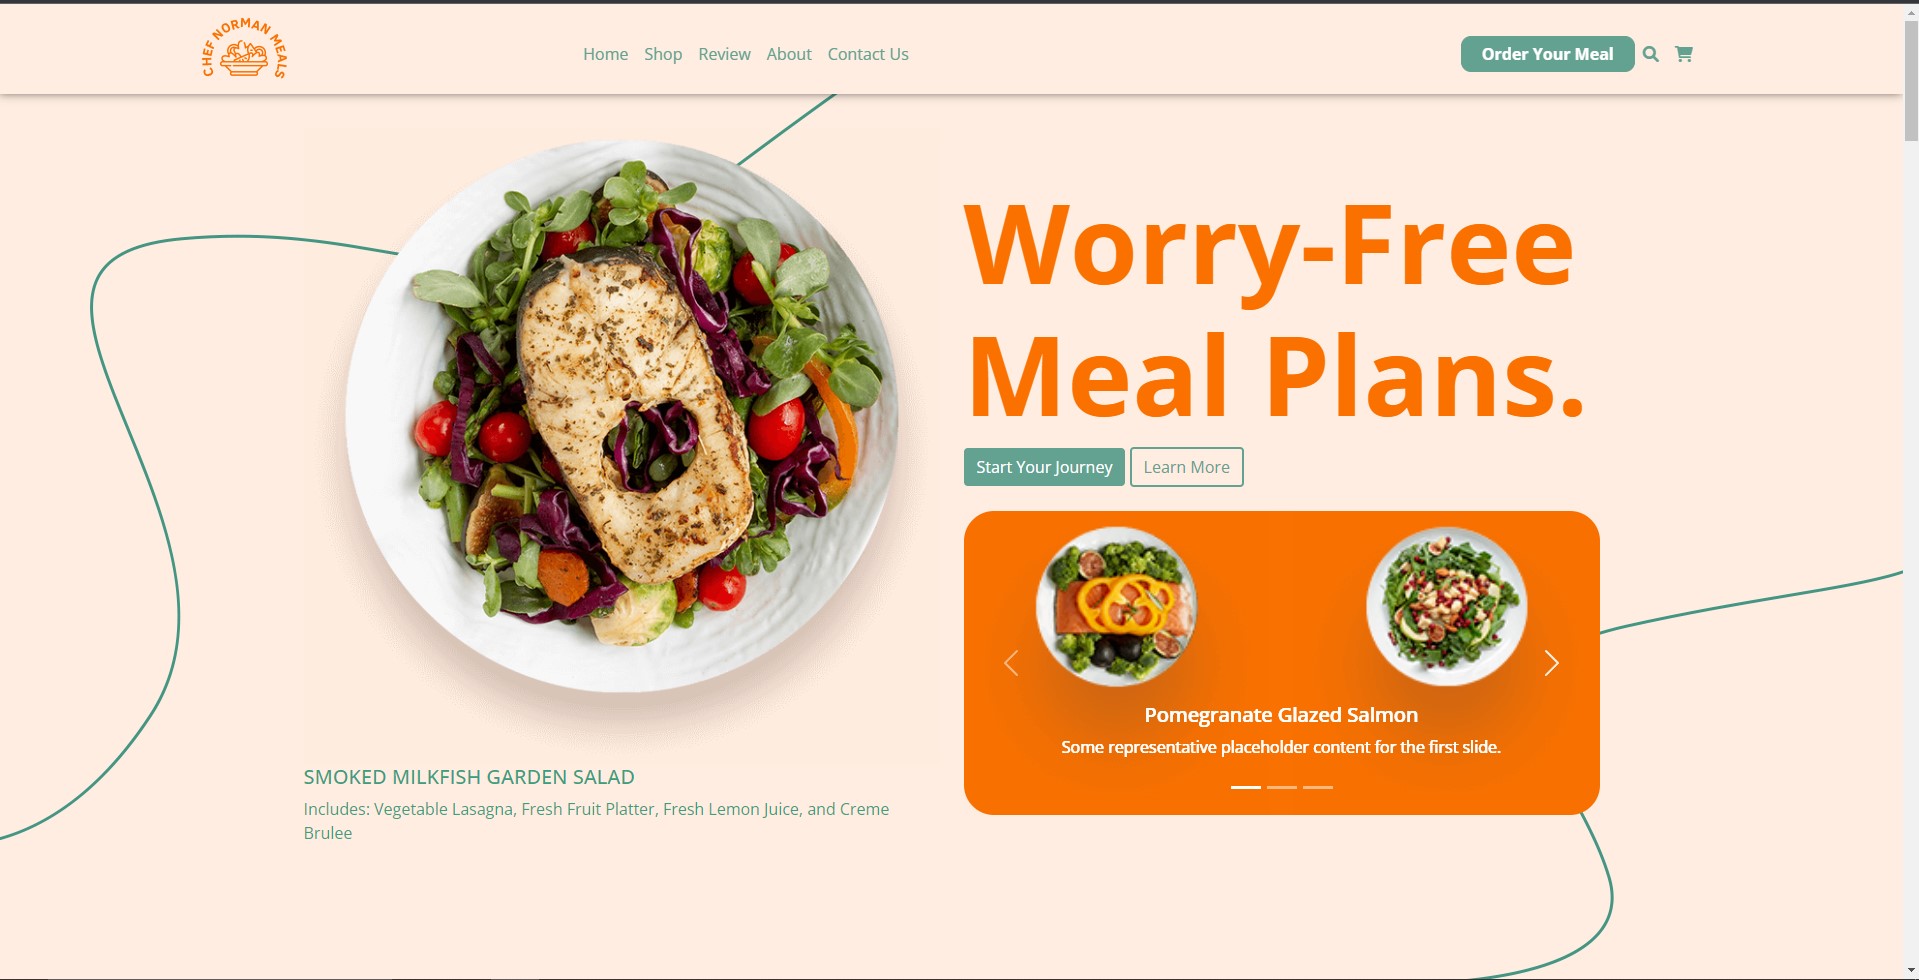 CHEF NORMAN MEALS
Home Shop Review About Contact Us
Order Your Meal
Worry-Free
Meal Plans.
Start Your Journey
Learn More
Pomegranate Glazed Salmon
Some representative placeholder content for the first slide.
SMOKED MILKFISH GARDEN SALAD
Includes: Vegetable Lasagna, Fresh Fruit Platter, Fresh Lemon Juice, and Creme
Brulee